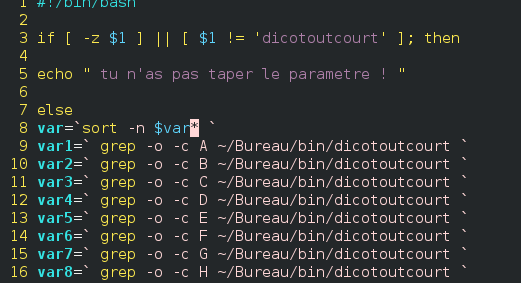 1 #!/bin/bash
2
3 if [ -z $1 ] || [ $1 != 'dicotoutcourt' ]; then
4
5 echo " tu n'as pas taper le parametre ! "
6
7 else
8 var=`sort -n $var* `
9 var1=` grep -o -c A ~/Bureau/bin/dicotoutcourt `
10 var2=` grep -o -c B ~/Bureau/bin/dicotoutcourt `
11 var3=` grep -o -c C ~/Bureau/bin/dicotoutcourt `
12 var4=` grep -o -c D ~/Bureau/bin/dicotoutcourt `
13 var5=` grep -o -c E ~/Bureau/bin/dicotoutcourt `
14 var6=` grep -o -c F ~/Bureau/bin/dicotoutcourt `
15 var7=` grep -o -c G ~/Bureau/bin/dicotoutcourt `
16 var8=` grep -o -c H ~/Bureau/bin/dicotoutcourt `